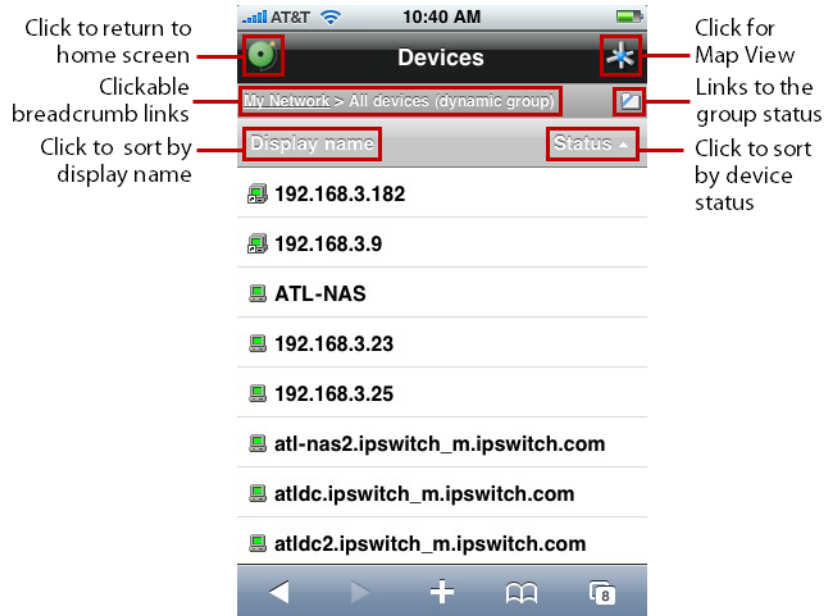 AT&T 10:40 AM
Click to return to
home screen
Devices
Click for
Map View
Clickable
breadcrumb links
My Network > All devices (dynamic group)
Links to the
group status
Click to sort by
display name
Display name
Status
Click to sort
by device
status
192.168.3.182
192.168.3.9
ATL-NAS
192.168.3.23
192.168.3.25
atl-nas2.ipswitch_m.ipswitch.com
atldc.ipswitch_m.ipswitch.com
atldc2.ipswitch_m.ipswitch.com
8